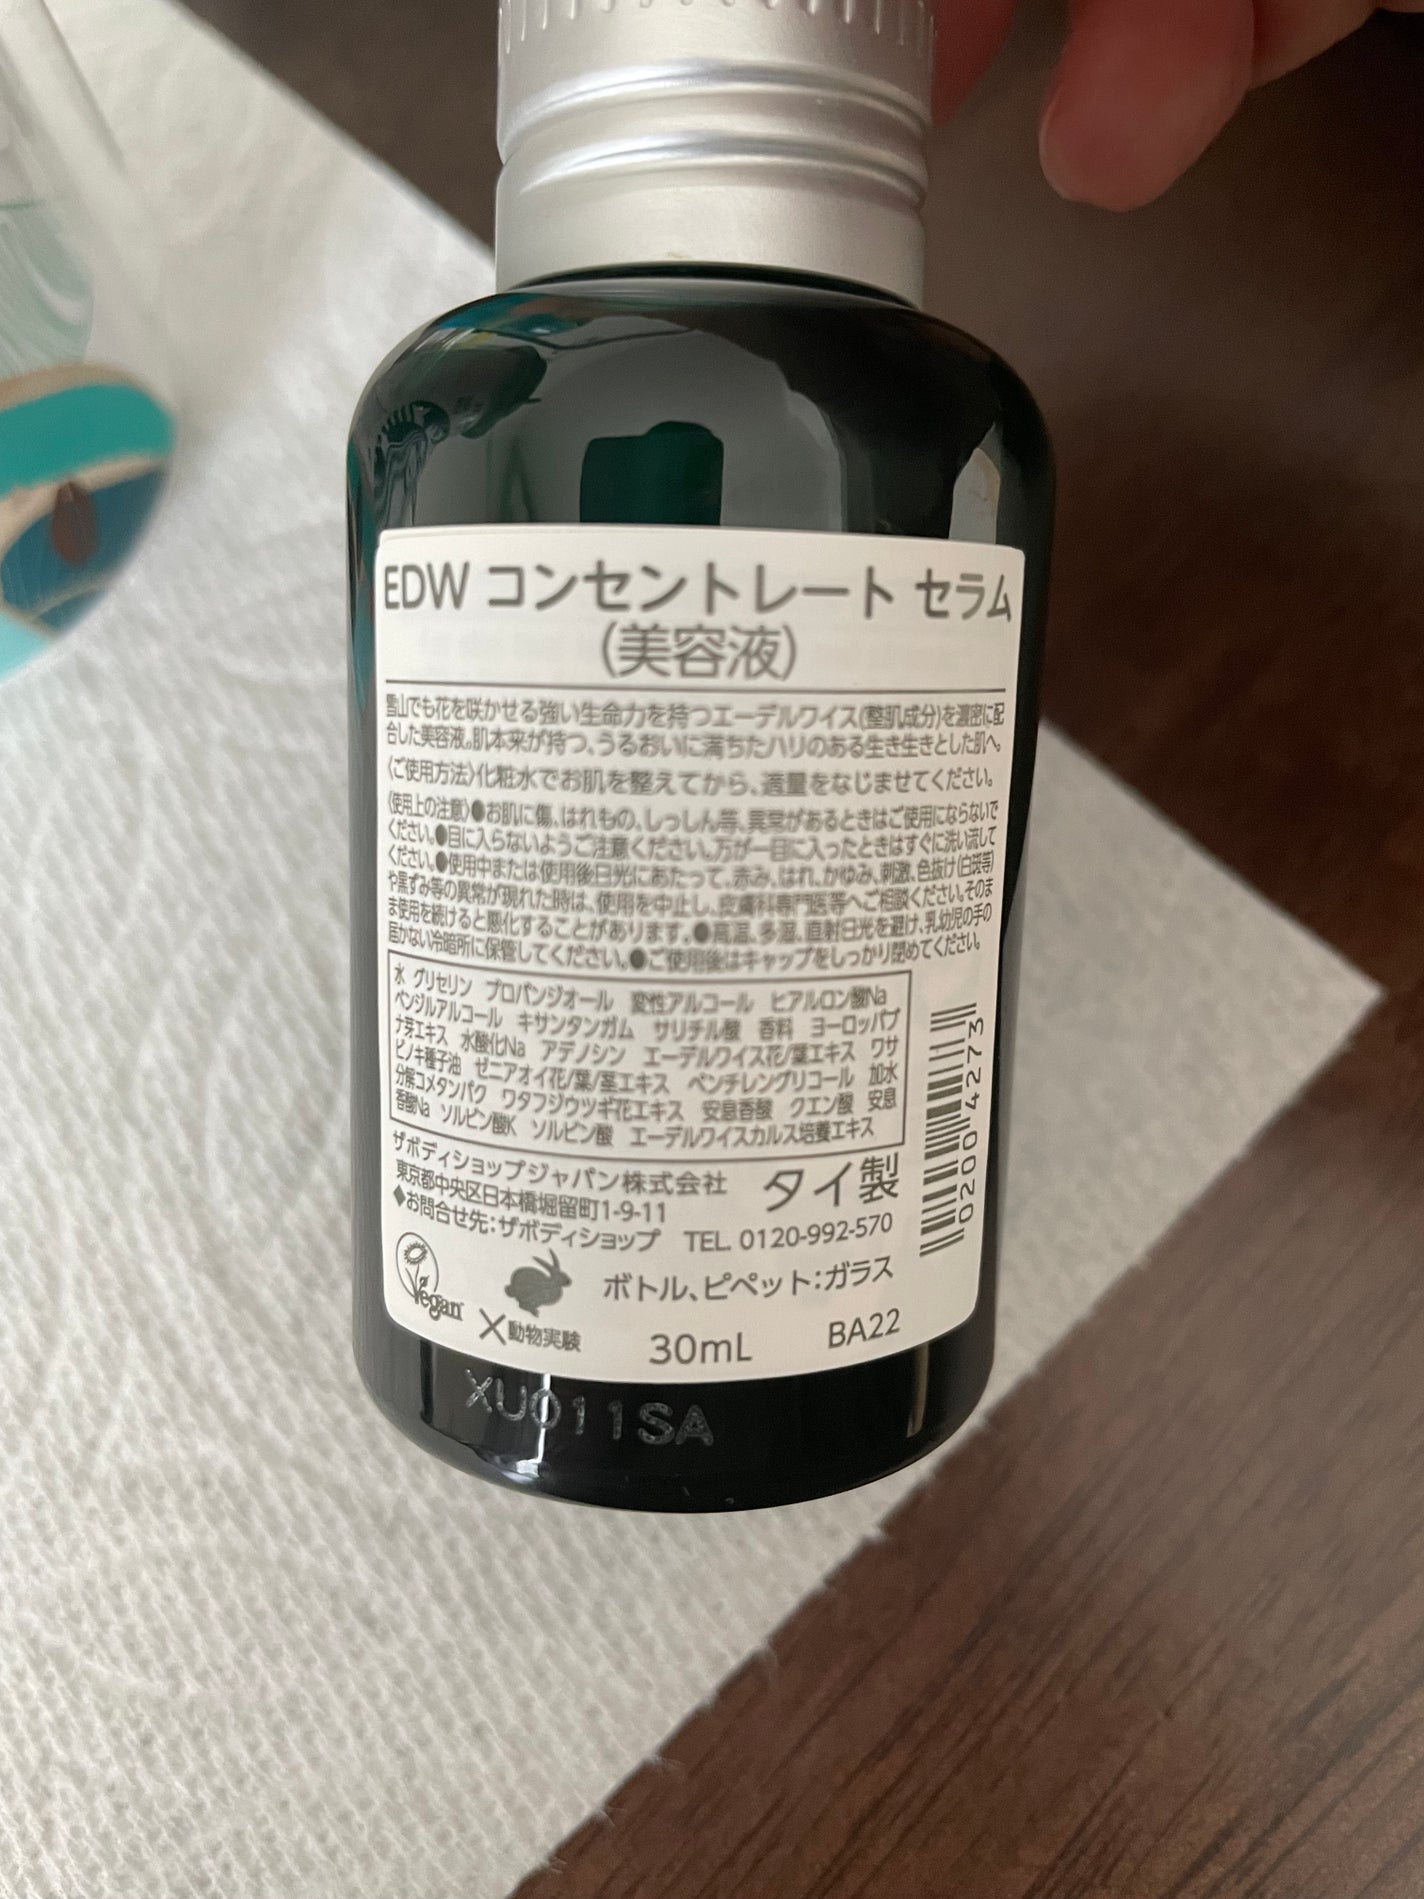 EDW コンセントレート セラム
(美容液)
雪山でも花を咲かせる強い生命力を持つエーデルワイス(整肌成分)を濃密に配
合した美容液。肌本来が持つ、うるおいに満ちたハリのある生き生きとした肌へ。
〈ご使用方法〉化粧水でお肌を整えてから、適量をなじませてください。
〈使用上の注意〉●お肌に傷、はれもの、しっしん等、異常があるときはご使用にならないで
ください。●目に入らないようご注意ください。万が一目に入ったときはすぐに洗い流して
ください。●使用中または使用後日光にあたって、赤み、はれ、かゆみ、刺激、色抜け(白斑等)
や黒ずみ等の異常が現れた時は、使用を中止し、皮膚科専門医等へご相談ください。そのま
ま使用を続けると悪化することがあります。●高温、多湿、直射日光を避け、乳幼児の手の
届かない冷暗所に保管してください。●ご使用後はキャップをしっかり閉めてください。
水 グリセリン プロパンジオール 変性アルコール ヒアルロン酸Na
ベンジルアルコール キサンタンガム サリチル酸 香料 ヨーロッパブ
ナ芽エキス 水酸化Na アデノシン エーデルワイス花/葉エキス ワサ
ビノキ種子油 ゼニアオイ花/葉/茎エキス ペンチレングリコール 加水
分解コメタンパク ワタフジウツギ花エキス 安息香酸 クエン酸 安息
香酸Na ソルビン酸K ソルビン酸 エーデルワイスカルス培養エキス
ザボディショップジャパン株式会社
東京都中央区日本橋堀留町1-9-11
タイ製
◆お問合せ先:ザボディショップ TEL. 0120-992-570
Vegan
×動物実験
ボトル、ピペット:ガラス
30mL
BA22
0200 4273
XU011SA